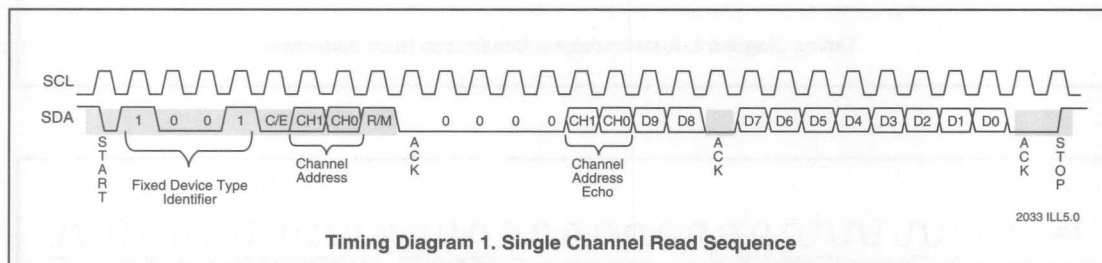 SCL
SDA 1 0 0 1 C/E CH1 CH0 R/M 0 0 0 0 CH1 CH0 D9 D8 D7 D6 D5 D4 D3 D2 D1 D0
START
Fixed Device Type
Identifier
Channel
Address
ACK
Channel
Address
Echo
ACK
ACK
STOP
2033 ILL5.0
Timing Diagram 1. Single Channel Read Sequence